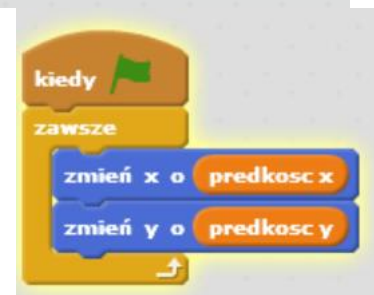 kiedy
zawsze
zmień x o predkosc x
zmień y o predkosc y